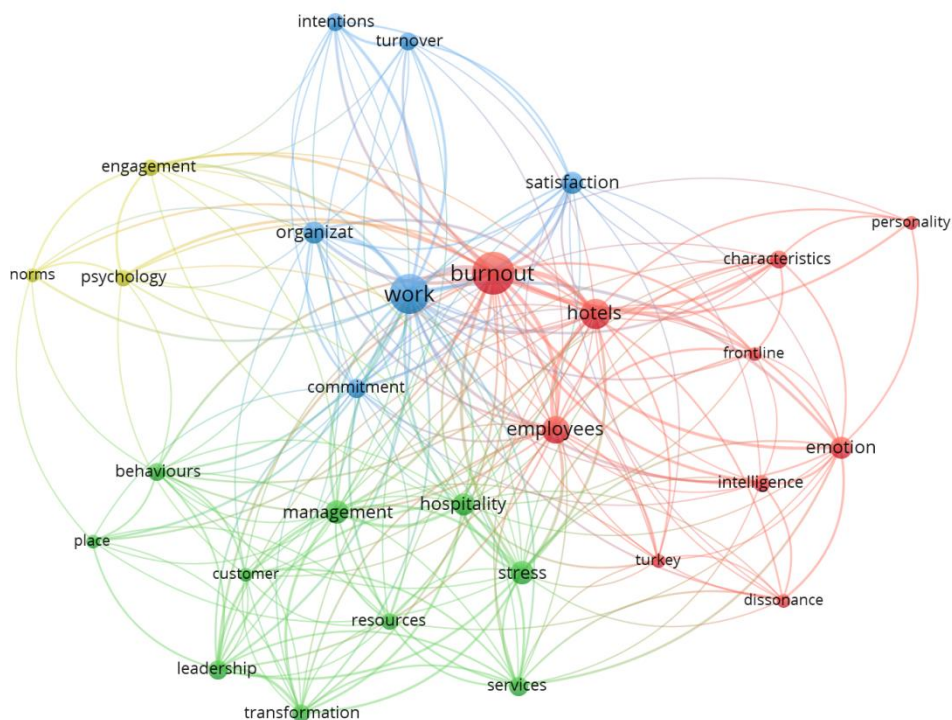 intentions
turnover
engagement
satisfaction
personality
organizat
characteristics
norms
psychology
burnout
work
hotels
frontline
commitment
employees
emotion
behaviours
intelligence
hospitality
management
place
customer
stress
turkey
dissonance
resources
leadership
services
transformation